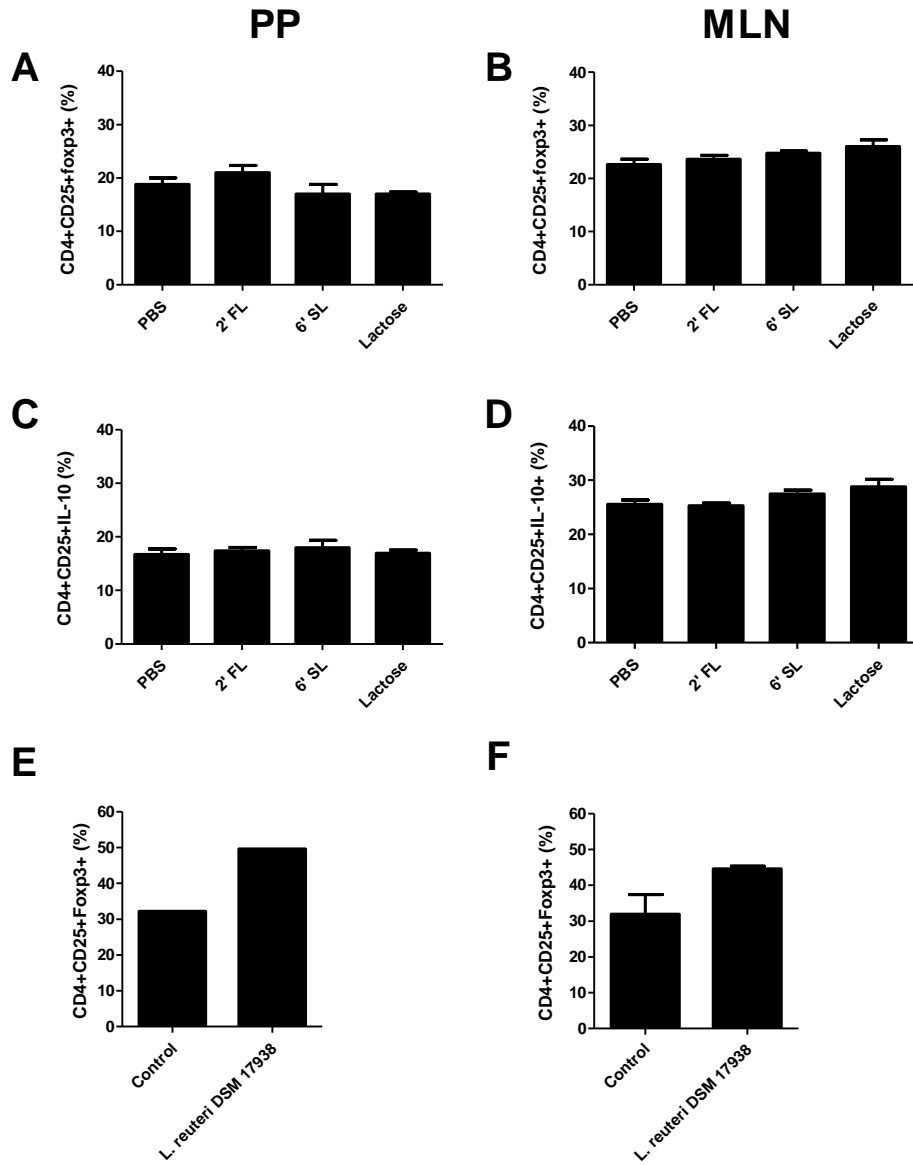 PP
MLN
A
CD4+CD25+foxp3+ (%)
40
30
20
10
0
PBS
2' FL
6' SL
Lactose
B
CD4+CD25+foxp3+ (%)
40
30
20
10
0
PBS
2' FL
6' SL
Lactose
C
CD4+CD25+IL-10 (%)
40
30
20
10
0
PBS
2' FL
6' SL
Lactose
D
CD4+CD25+IL-10+ (%)
40
30
20
10
0
PBS
2' FL
6' SL
Lactose
E
CD4+CD25+Foxp3+ (%)
60
50
40
30
20
10
0
Control
L. reuteri DSM 17938
F
CD4+CD25+Foxp3+ (%)
60
50
40
30
20
10
0
Control
L. reuteri DSM 17938